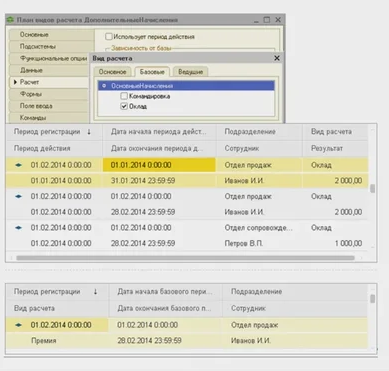 План видов расчета ДополнительныеНачисления
Основные
Подсистемы
Функциональные опции
Данные
Расчет
Формы
Поле ввода
Команды
Использует период действия
Зависимость от базы
Вид расчета
Основное Базовые Ведущие
ОсновныеНачисления
Командировка
Оклад
Период регистрации ↓ Дата начала периода дейст... Подразделение Вид расчета
Период действия Дата окончания периода д... Сотрудник Результат
01.02.2014 0:00:00 01.01.2014 0:00:00 Отдел продаж Оклад
01.01.2014 0:00:00 31.01.2014 23:59:59 Иванов И.И. 2 000,00
01.02.2014 0:00:00 01.02.2014 0:00:00 Отдел продаж Оклад
01.02.2014 0:00:00 28.02.2014 23:59:59 Иванов И.И. 2 000,00
01.02.2014 0:00:00 01.02.2014 0:00:00 Отдел сопровожде... Оклад
01.02.2014 0:00:00 28.02.2014 23:59:59 Петров В.П. 1 000,00
Период регистрации ↓ Дата начала базового пери... Подразделение
Вид расчета Дата окончания базового п... Сотрудник
01.02.2014 0:00:00 01.02.2014 0:00:00 Отдел продаж
Премия 28.02.2014 23:59:59 Иванов И.И.